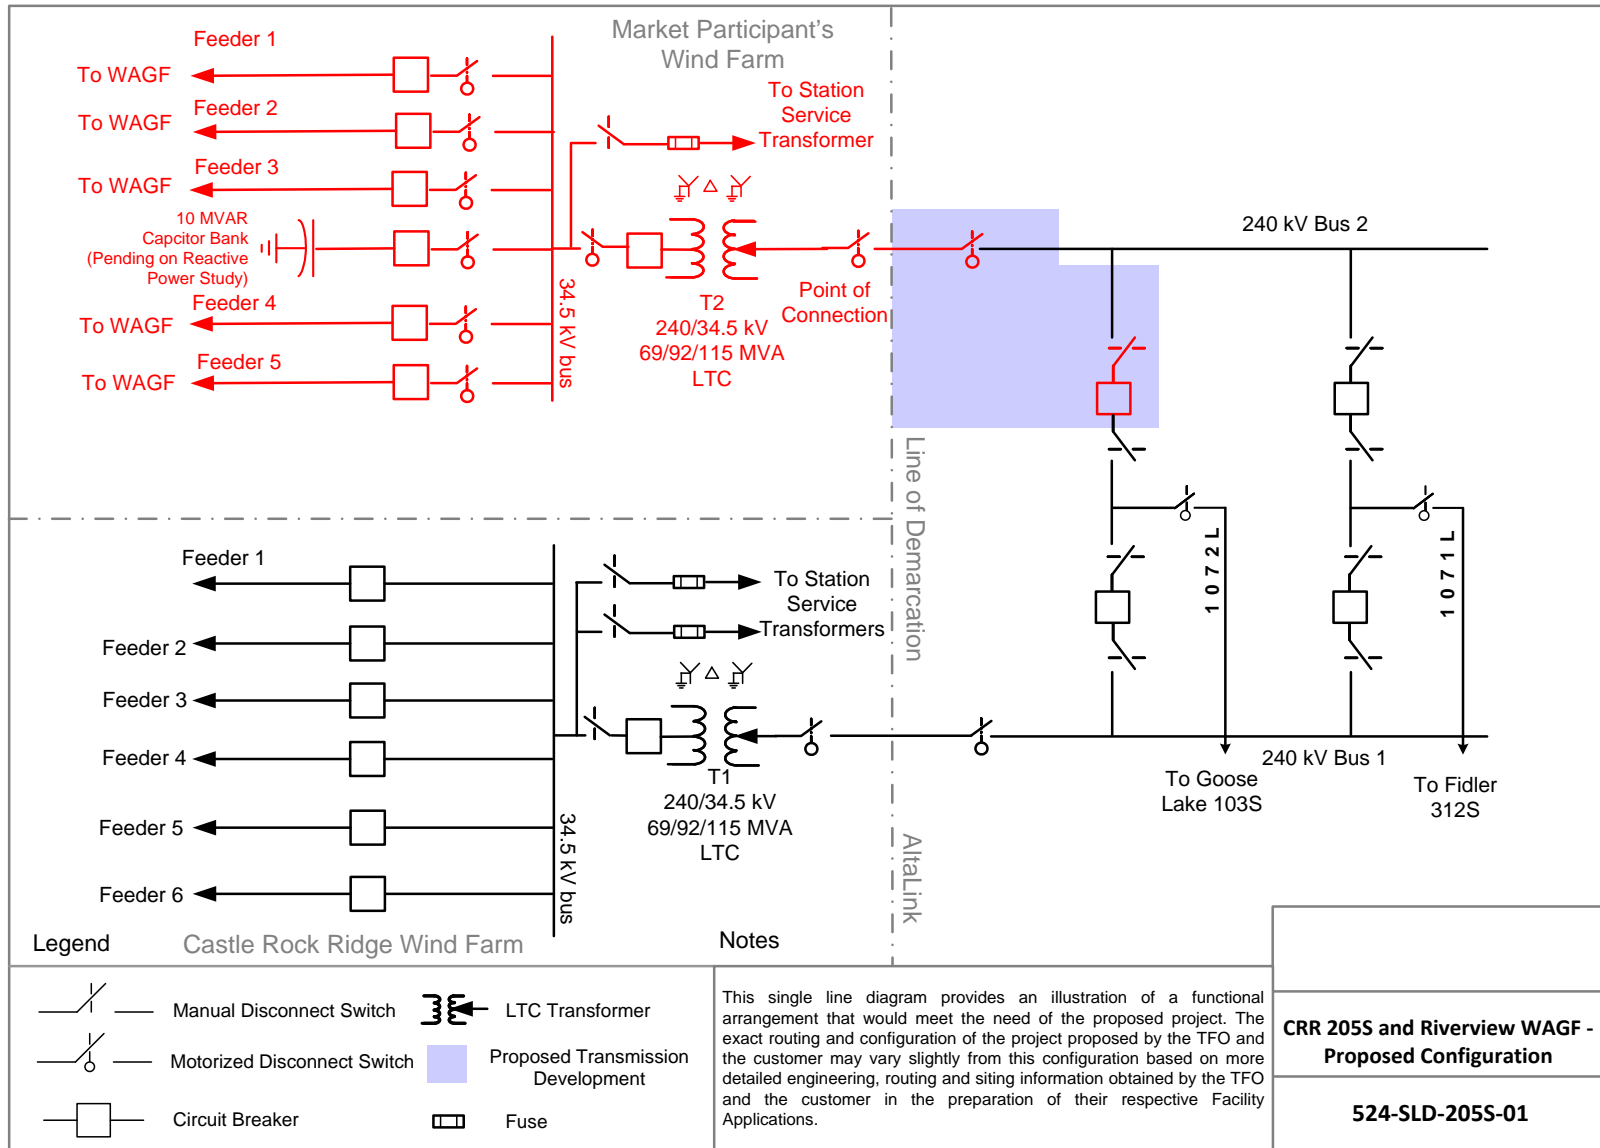 Market Participant's
Wind Farm
Feeder 1
To WAGF
Feeder 2
To WAGF
Feeder 3
To WAGF
10 MVAR
Capcitor Bank
(Pending on Reactive
Power Study)
Feeder 4
To WAGF
Feeder 5
To WAGF
34.5 kV bus
To Station
Service
Transformer
T2
240/34.5 kV
69/92/115 MVA
LTC
Point of
Connection
240 kV Bus 2
Line of Demarcation
AltaLink
1072L
1071L
240 kV Bus 1
To Goose
Lake 103S
To Fidler
312S
Feeder 1
Feeder 2
Feeder 3
Feeder 4
Feeder 5
Feeder 6
34.5 kV bus
To Station
Service
Transformers
T1
240/34.5 kV
69/92/115 MVA
LTC
Castle Rock Ridge Wind Farm
Legend
Manual Disconnect Switch
Motorized Disconnect Switch
Circuit Breaker
LTC Transformer
Proposed Transmission
Development
Fuse
Notes
This single line diagram provides an illustration of a functional
arrangement that would meet the need of the proposed project. The
exact routing and configuration of the project proposed by the TFO and
the customer may vary slightly from this configuration based on more
detailed engineering, routing and siting information obtained by the TFO
and the customer in the preparation of their respective Facility
Applications.
CRR 205S and Riverview WAGF -
Proposed Configuration
524-SLD-205S-01